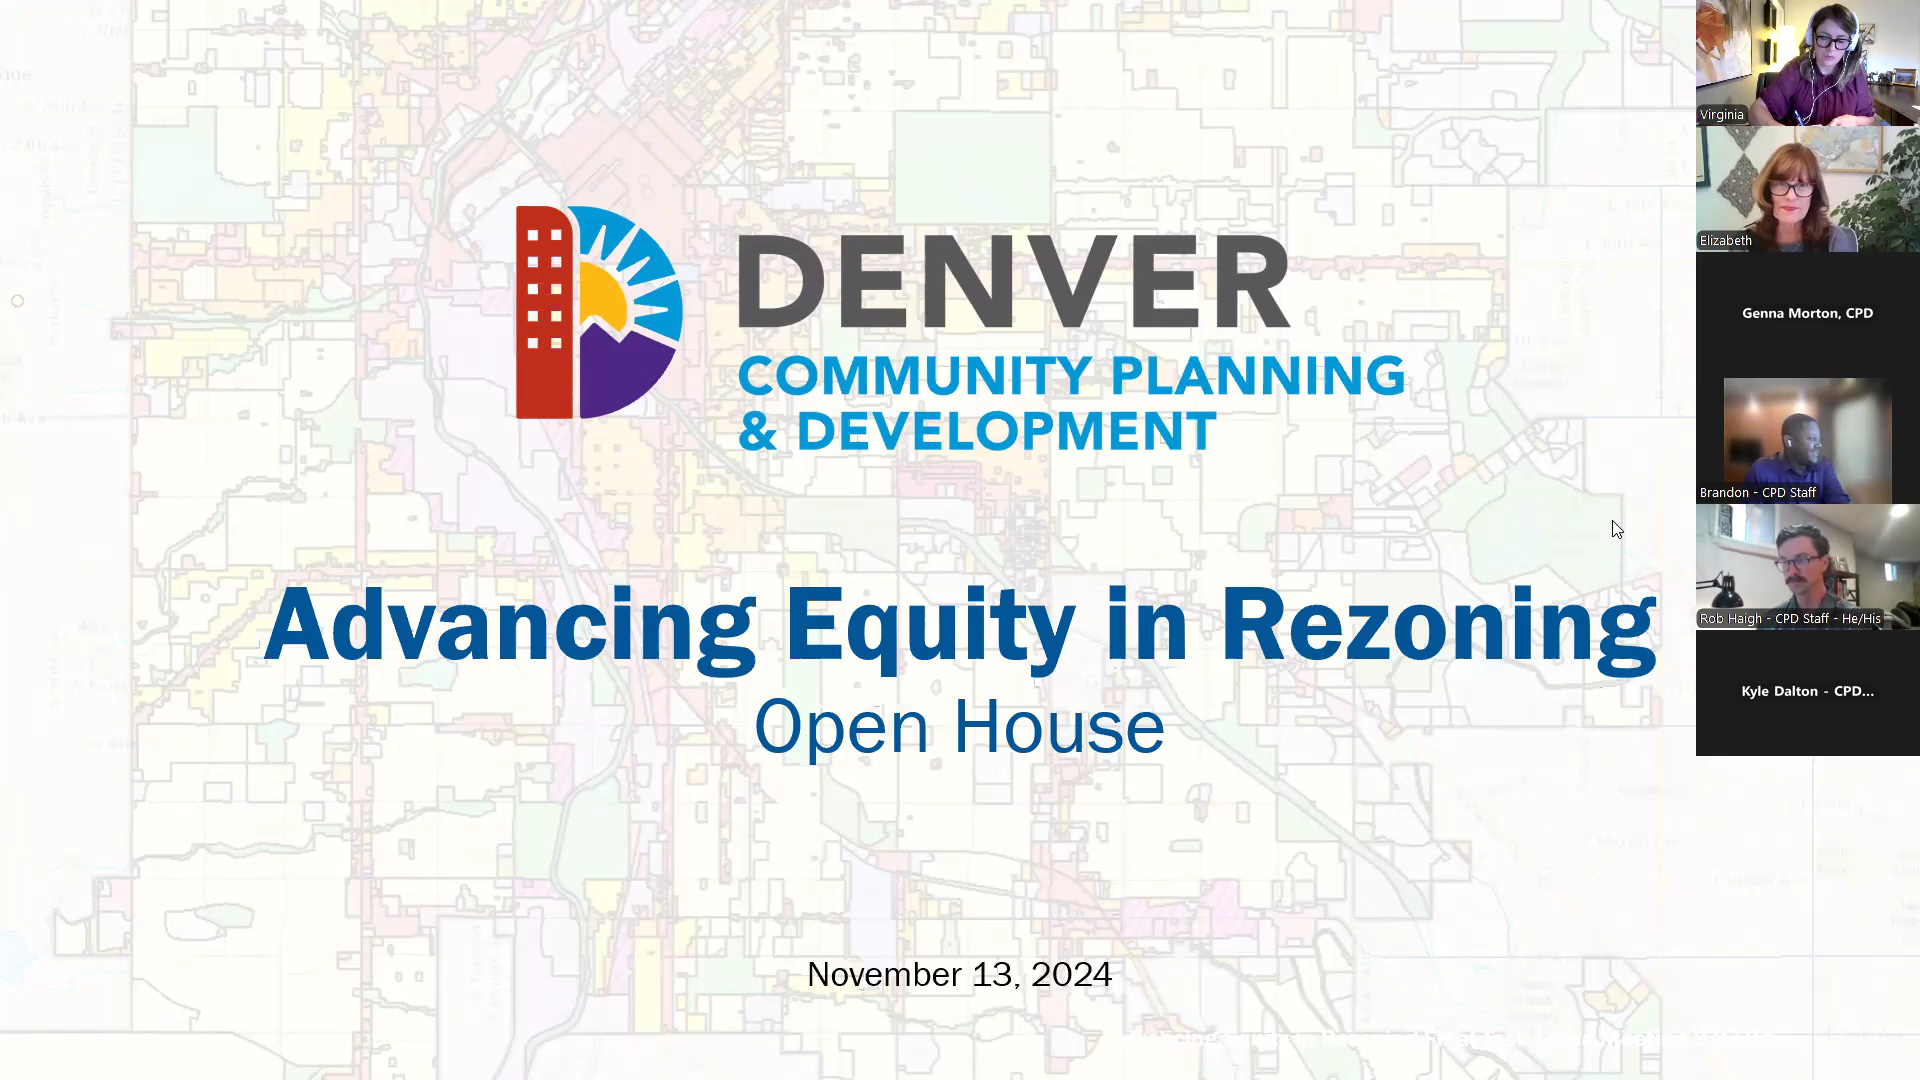 DENVER
COMMUNITY PLANNING
& DEVELOPMENT
Advancing Equity in Rezoning
Open House
November 13, 2024
Virginia
Elizabeth
Genna Morton, CPD
Brandon - CPD Staff
Rob Haigh - CPD Staff - He/His
Kyle Dalton - CPD...